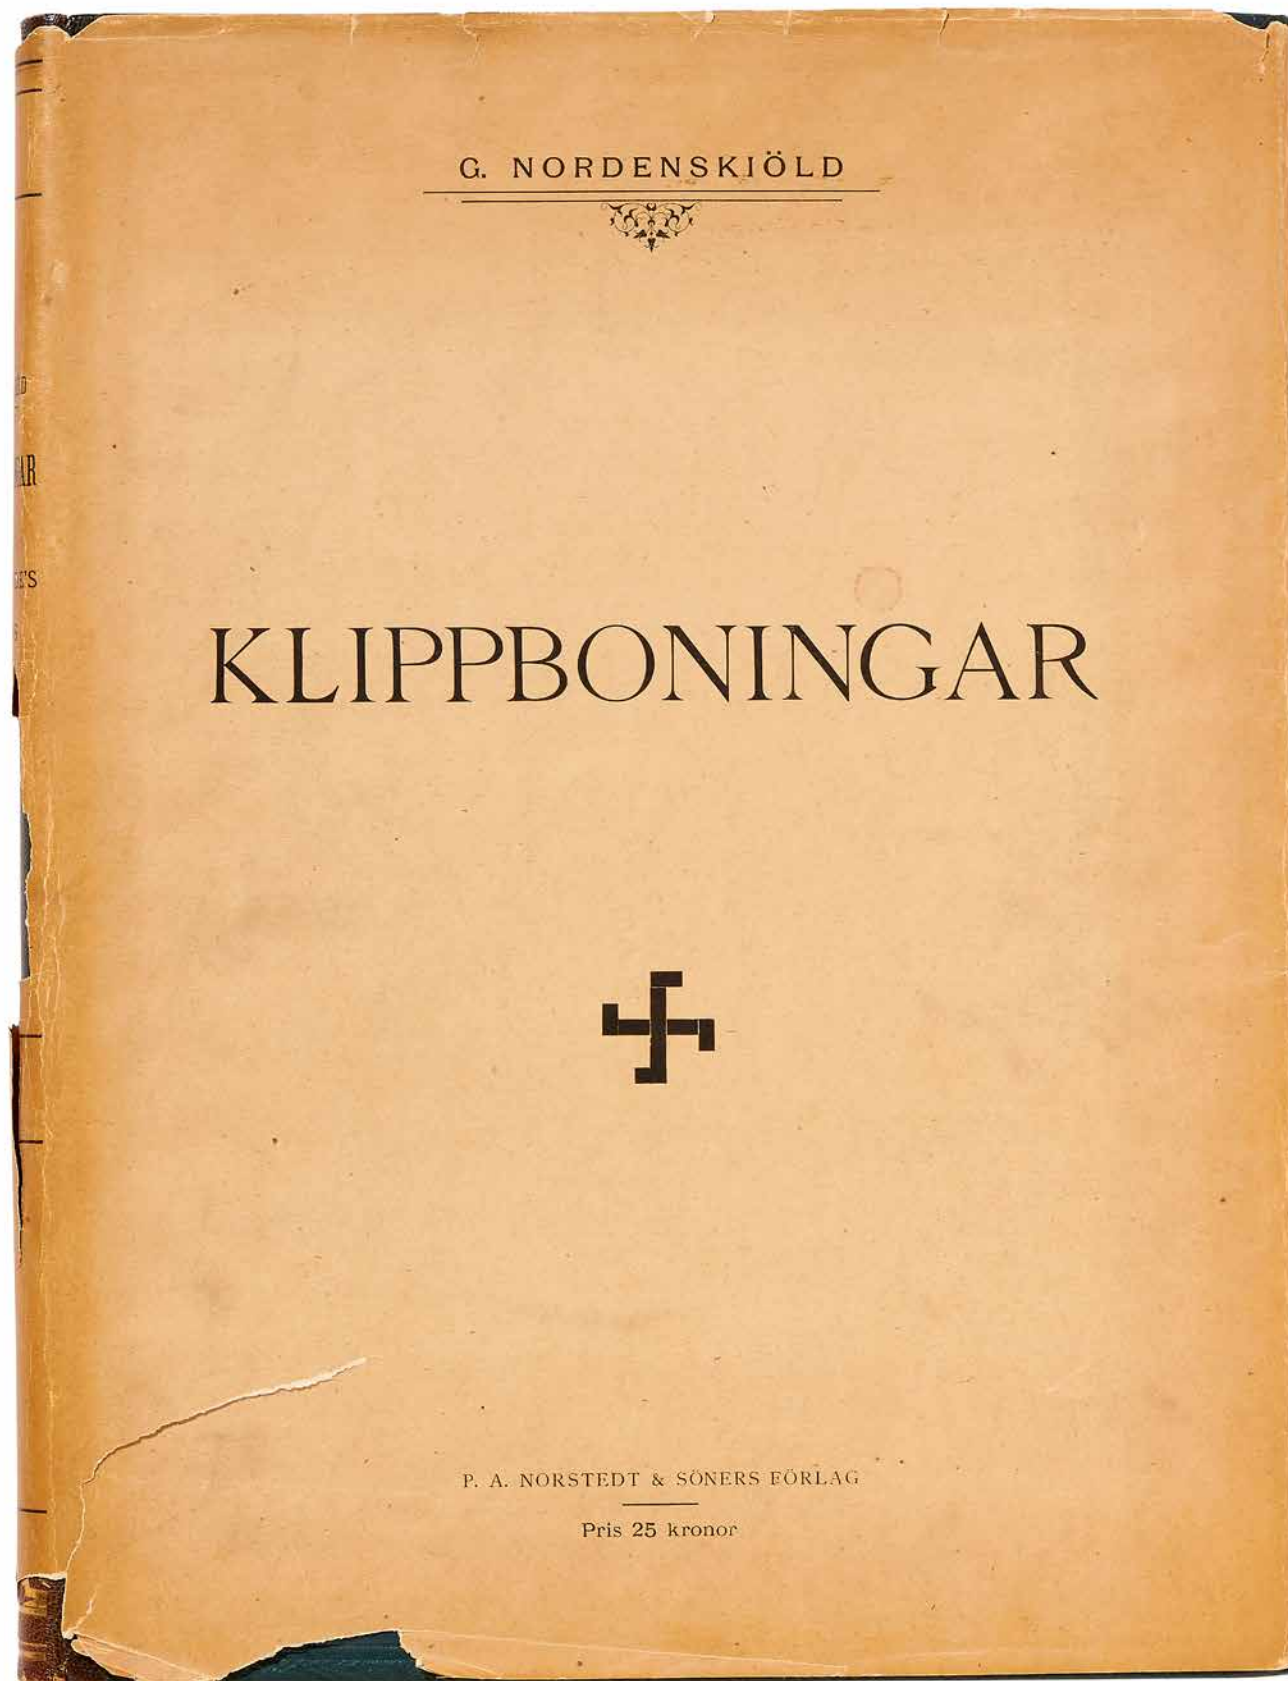 G. NORDENSKIÖLD
KLIPPBONINGAR
P. A. NORSTEDT & SÖNERS FÖRLAG
Pris 25 kronor